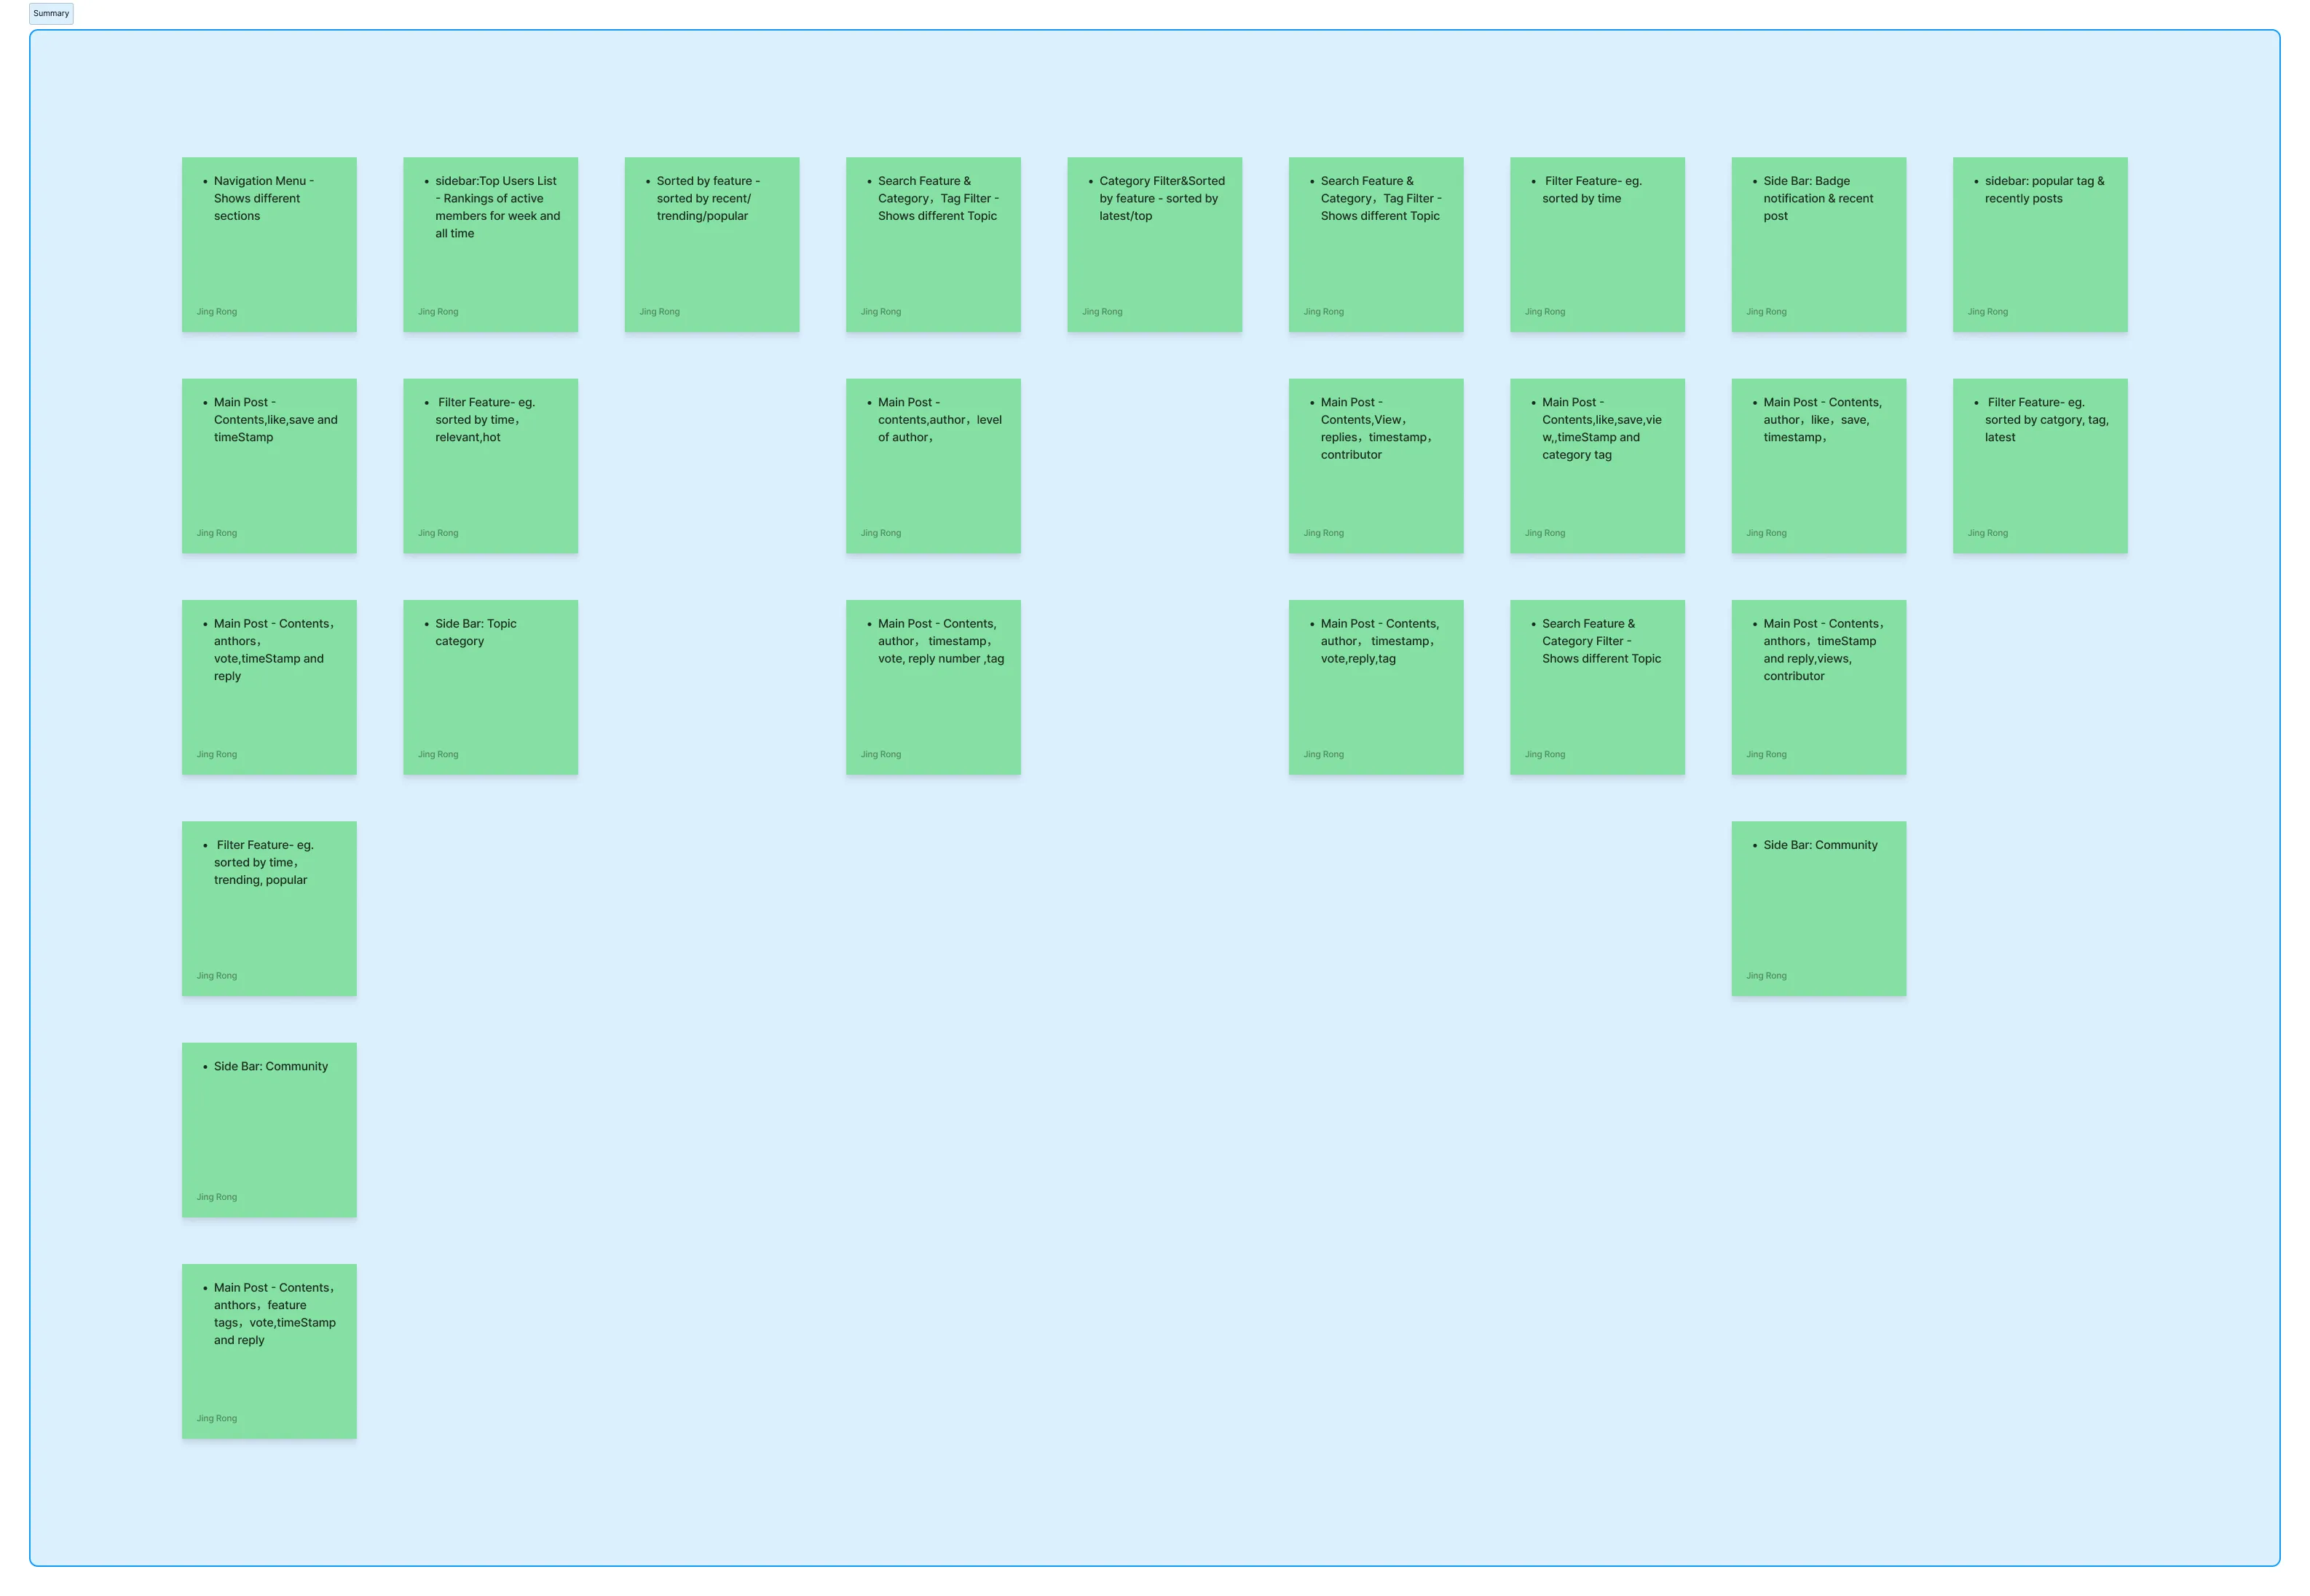 Summary
• Navigation Menu -
Shows different
sections
Jing Rong
• sidebar:Top Users List
- Rankings of active
members for week and
all time
Jing Rong
• Sorted by feature -
sorted by recent/
trending/popular
Jing Rong
• Search Feature &
Category，Tag Filter -
Shows different Topic
Jing Rong
• Category Filter&Sorted
by feature - sorted by
latest/top
Jing Rong
• Search Feature &
Category，Tag Filter -
Shows different Topic
Jing Rong
• Filter Feature- eg.
sorted by time
Jing Rong
• Side Bar: Badge
notification & recent
post
Jing Rong
• sidebar: popular tag &
recently posts
Jing Rong
• Main Post -
Contents,like,save and
timeStamp
Jing Rong
• Filter Feature- eg.
sorted by time，
relevant,hot
Jing Rong
• Main Post -
contents,author，level
of author，
Jing Rong
• Main Post -
Contents,View，
replies，timestamp，
contributor
Jing Rong
• Main Post -
Contents,like,save,vie
w,,timeStamp and
category tag
Jing Rong
• Main Post - Contents,
author，like，save,
timestamp，
Jing Rong
• Filter Feature- eg.
sorted by catgory, tag,
latest
Jing Rong
• Main Post - Contents，
anthors，
vote,timeStamp and
reply
Jing Rong
• Side Bar: Topic
category
Jing Rong
• Main Post - Contents,
author， timestamp，
vote, reply number ,tag
Jing Rong
• Main Post - Contents,
author， timestamp，
vote,reply,tag
Jing Rong
• Search Feature &
Category Filter -
Shows different Topic
Jing Rong
• Main Post - Contents，
anthors，timeStamp
and reply,views,
contributor
Jing Rong
• Filter Feature- eg.
sorted by time，
trending, popular
Jing Rong
• Side Bar: Community
Jing Rong
• Side Bar: Community
Jing Rong
• Main Post - Contents，
anthors，feature
tags，vote,timeStamp
and reply
Jing Rong